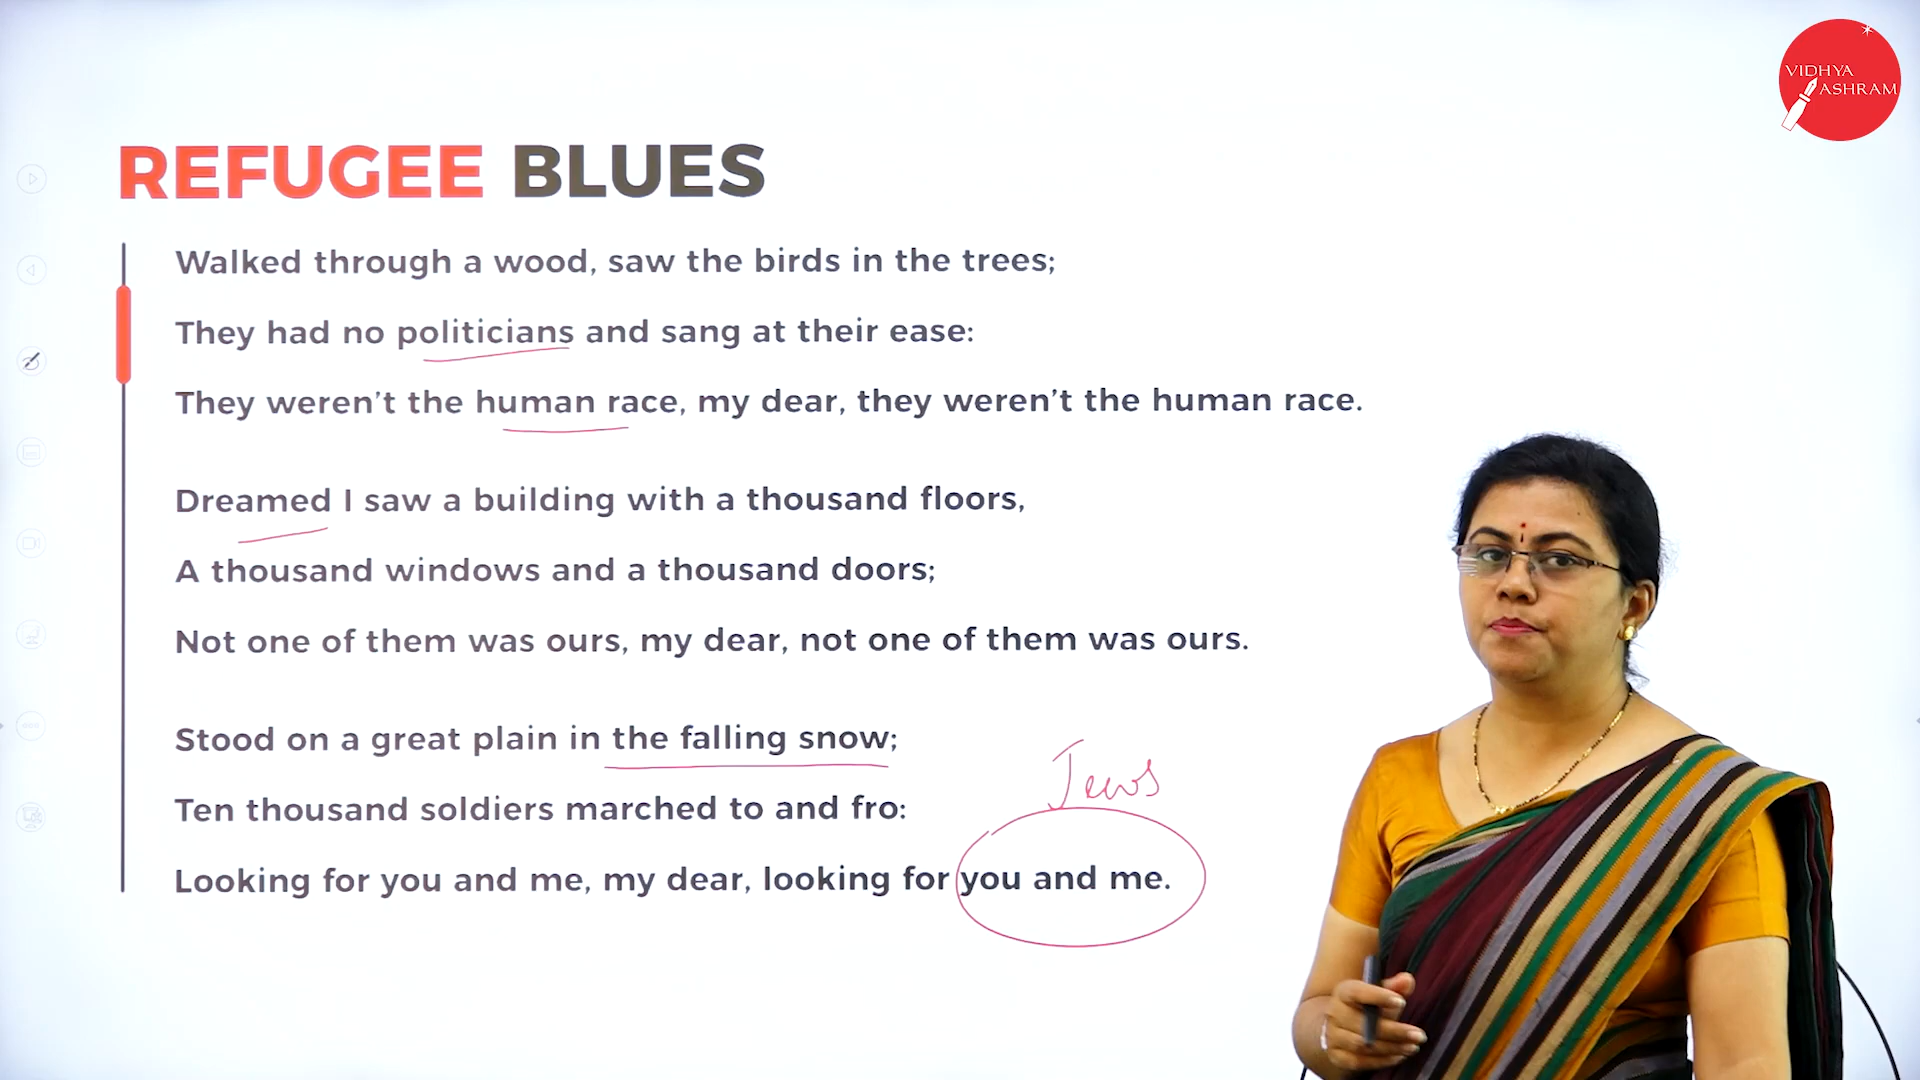 VIDHYA
ASHRAM
REFUGEE BLUES
Walked through a wood, saw the birds in the trees;
They had no politicians and sang at their ease:
They weren't the human race, my dear, they weren't the human race.
Dreamed I saw a building with a thousand floors,
A thousand windows and a thousand doors;
Not one of them was ours, my dear, not one of them was ours.
Stood on a great plain in the falling snow;
Jews
Ten thousand soldiers marched to and fro:
Looking for you and me, my dear, looking for you and me.